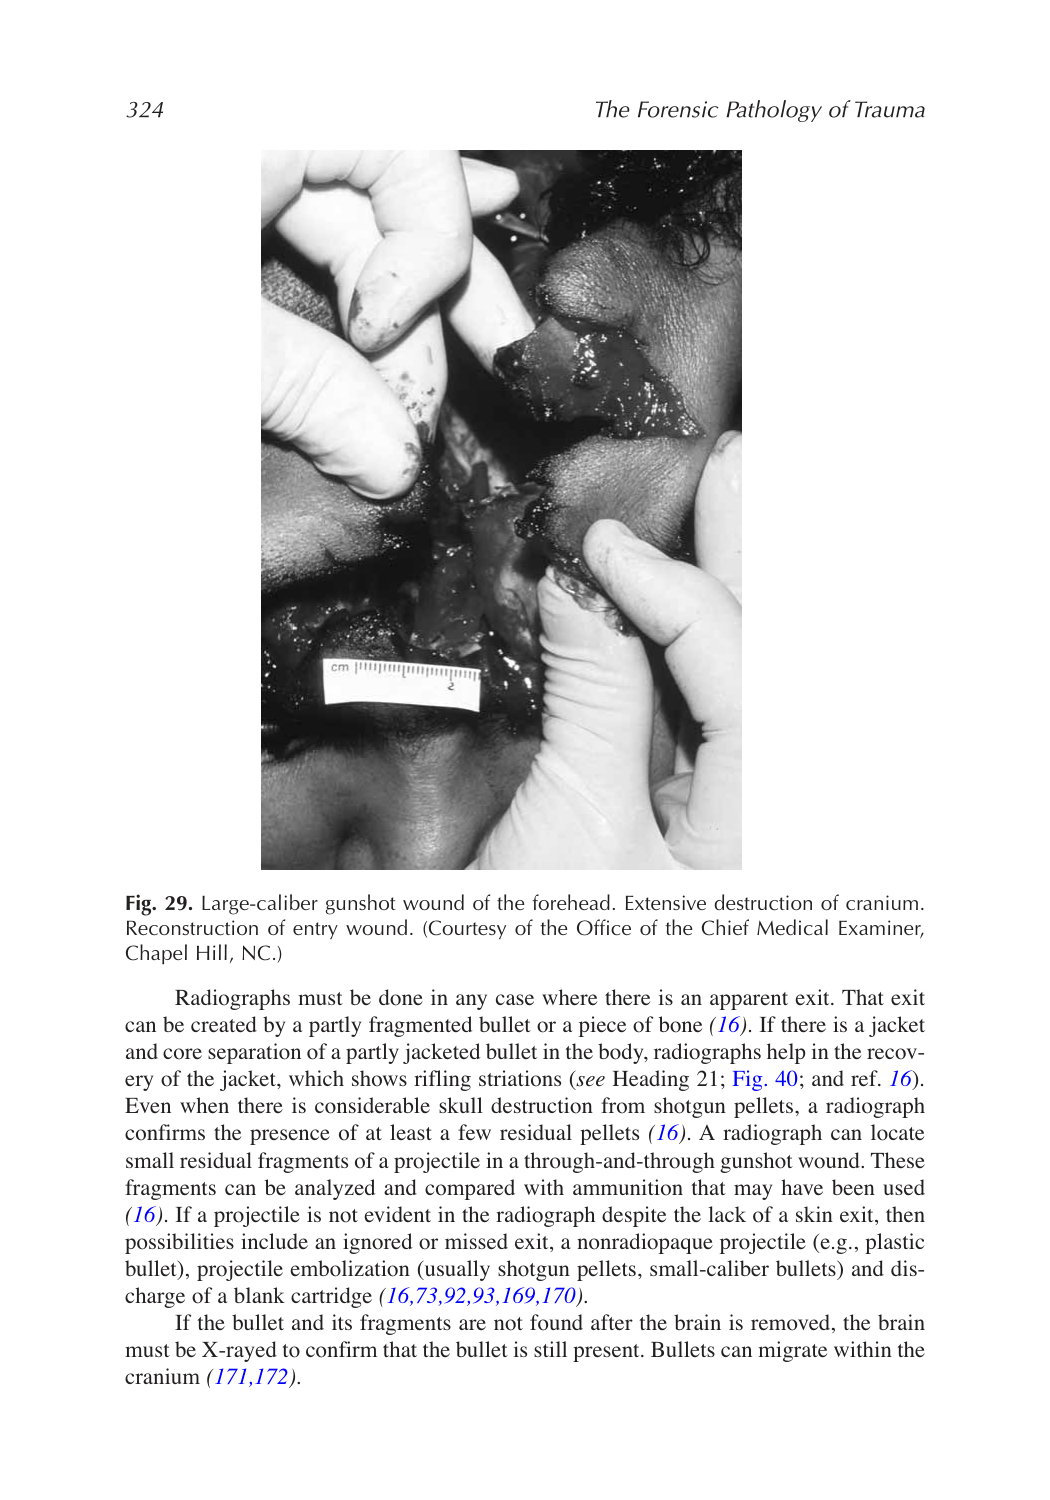 324
The Forensic Pathology of Trauma
cm
2
Fig. 29. Large-caliber gunshot wound of the forehead. Extensive destruction of cranium.
Reconstruction of entry wound. (Courtesy of the Office of the Chief Medical Examiner,
Chapel Hill, NC.)
Radiographs must be done in any case where there is an apparent exit. That exit
can be created by a partly fragmented bullet or a piece of bone (16). If there is a jacket
and core separation of a partly jacketed bullet in the body, radiographs help in the recov-
ery of the jacket, which shows rifling striations (see Heading 21; Fig. 40; and ref. 16).
Even when there is considerable skull destruction from shotgun pellets, a radiograph
confirms the presence of at least a few residual pellets (16). A radiograph can locate
small residual fragments of a projectile in a through-and-through gunshot wound. These
fragments can be analyzed and compared with ammunition that may have been used
(16). If a projectile is not evident in the radiograph despite the lack of a skin exit, then
possibilities include an ignored or missed exit, a nonradiopaque projectile (e.g., plastic
bullet), projectile embolization (usually shotgun pellets, small-caliber bullets) and dis-
charge of a blank cartridge (16,73,92,93,169,170).
If the bullet and its fragments are not found after the brain is removed, the brain
must be X-rayed to confirm that the bullet is still present. Bullets can migrate within the
cranium (171,172).